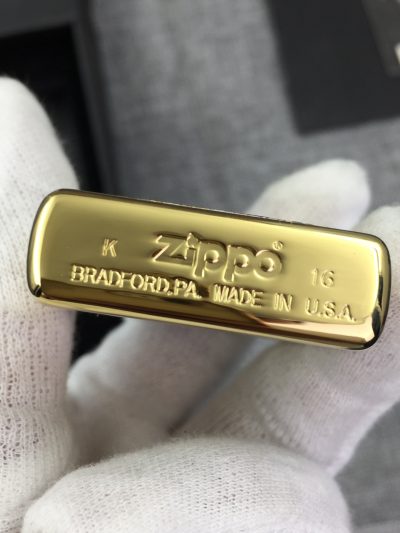 K Zippo® 16
BRADFORD,PA. MADE IN U.S.A.